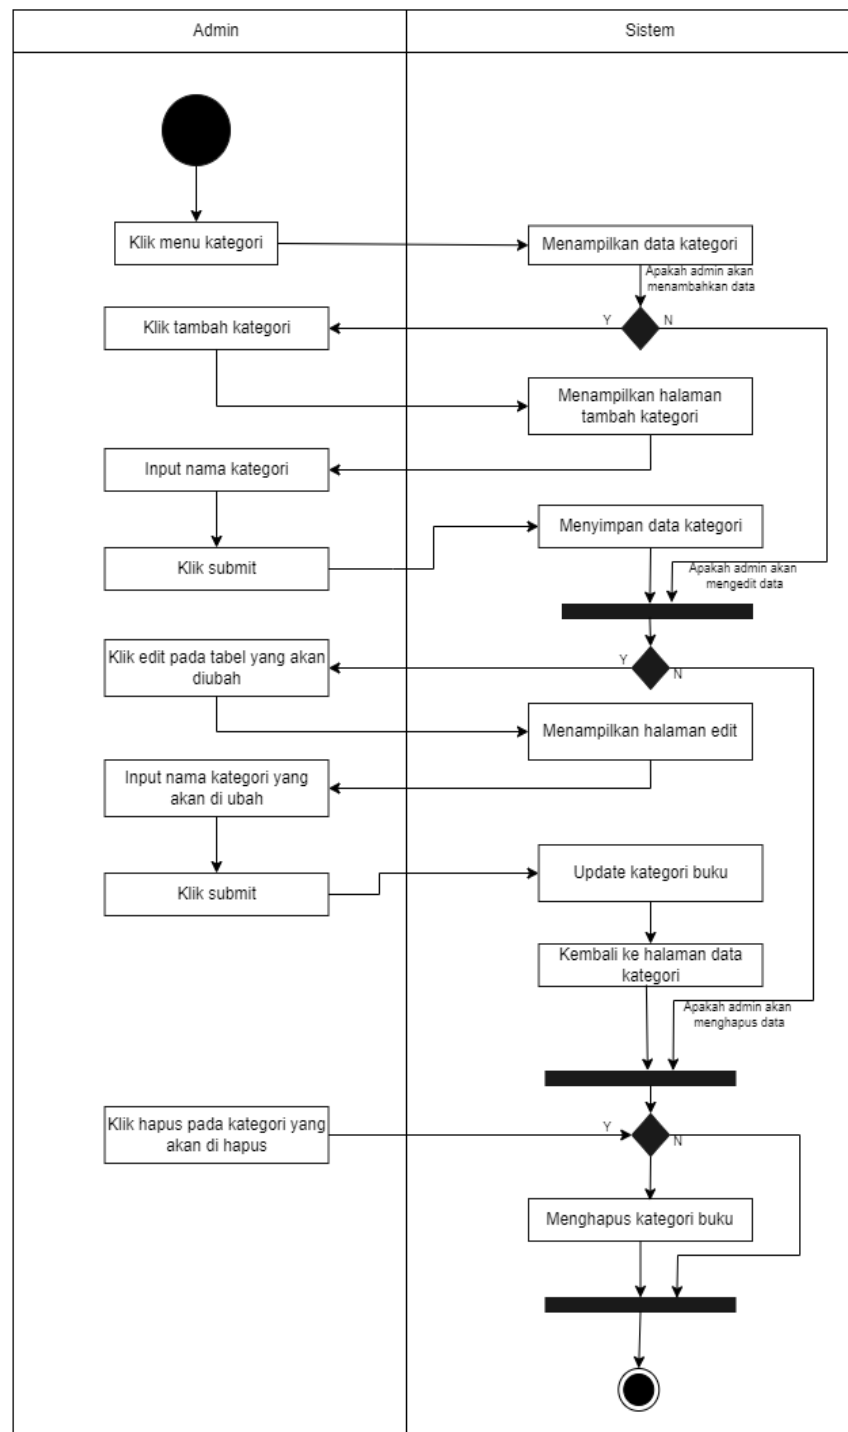 Admin
Sistem
Klik menu kategori
Menampilkan data kategori
Apakah admin akan
menambahkan data
Klik tambah kategori
Y
N
Menampilkan halaman
tambah kategori
Input nama kategori
Menyimpan data kategori
Klik submit
Apakah admin akan
mengedit data
Klik edit pada tabel yang akan
diubah
Y
N
Menampilkan halaman edit
Input nama kategori yang
akan di ubah
Update kategori buku
Klik submit
Kembali ke halaman data
kategori
Apakah admin akan
menghapus data
Klik hapus pada kategori yang
akan di hapus
Y
N
Menghapus kategori buku